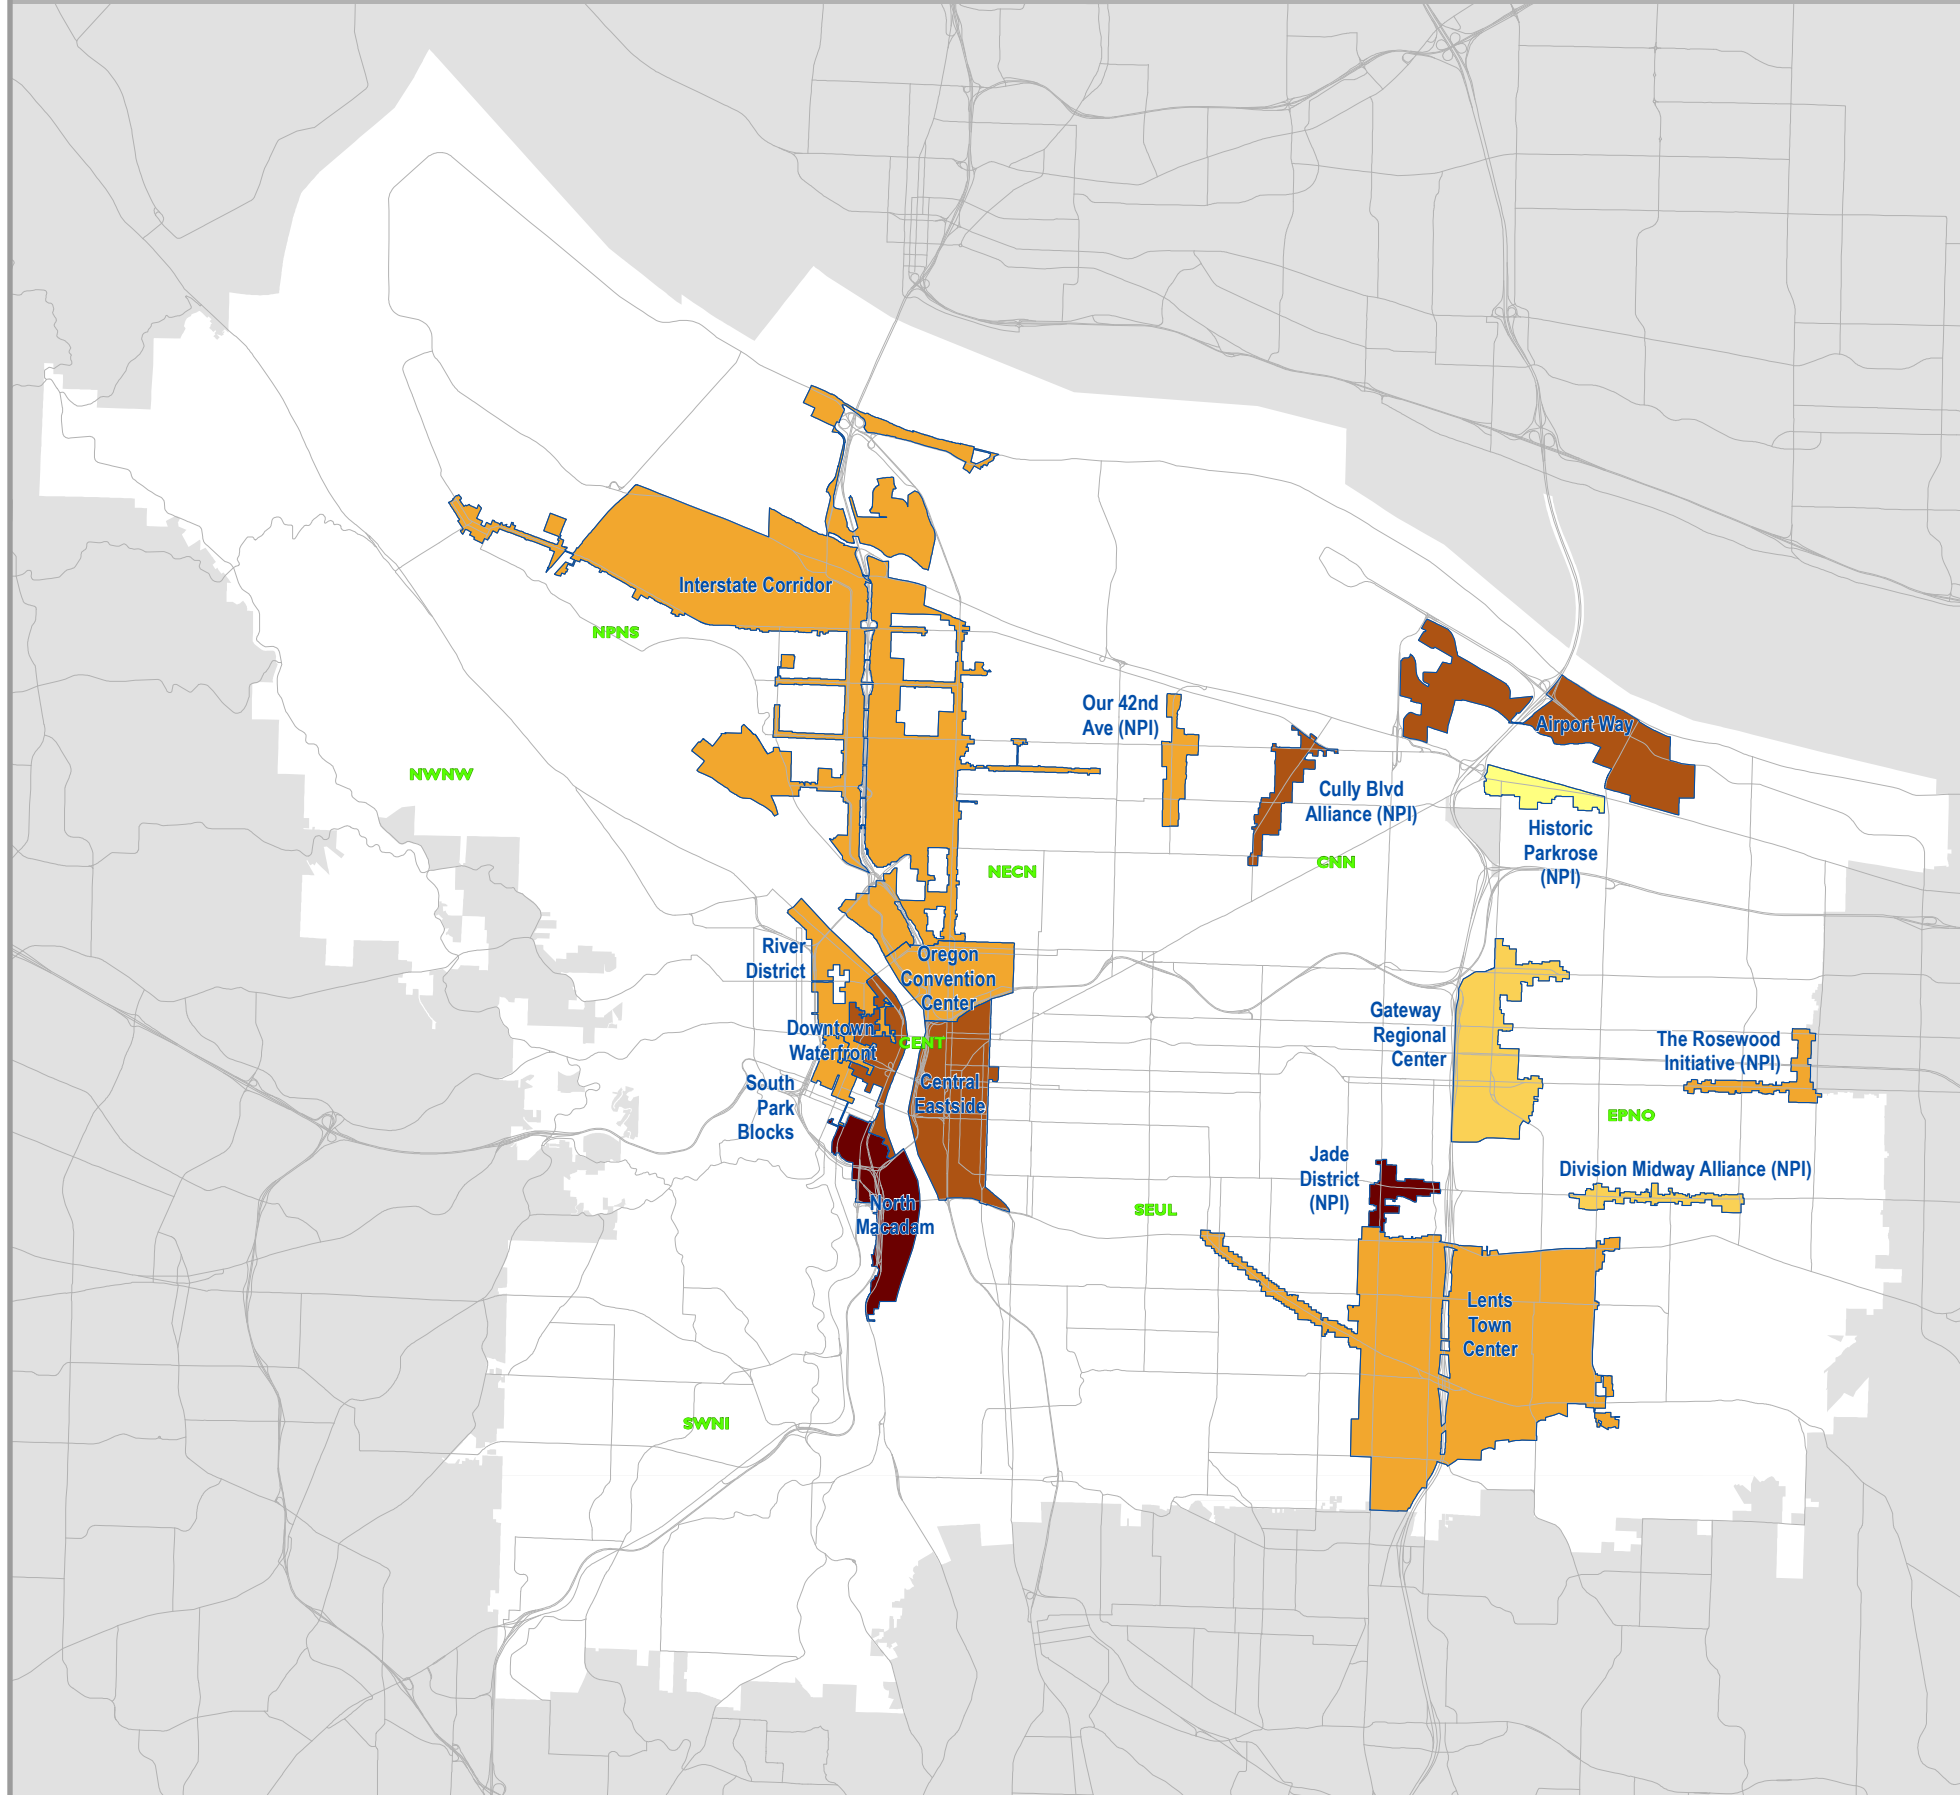 Interstate Corridor
NPNS
Our 42nd
Ave (NPI)
Airport Way
NWNW
Cully Blvd
Alliance (NPI)
Historic
Parkrose
(NPI)
CNN
NECN
River
District
Oregon
Convention
Center
Gateway
Regional
Center
Downtown
Waterfront
CENT
The Rosewood
Initiative (NPI)
South
Park
Blocks
Central
Eastside
EPNO
Jade
District
(NPI)
Division Midway Alliance (NPI)
North
Macadam
SEUL
Lents
Town
Center
SWNI